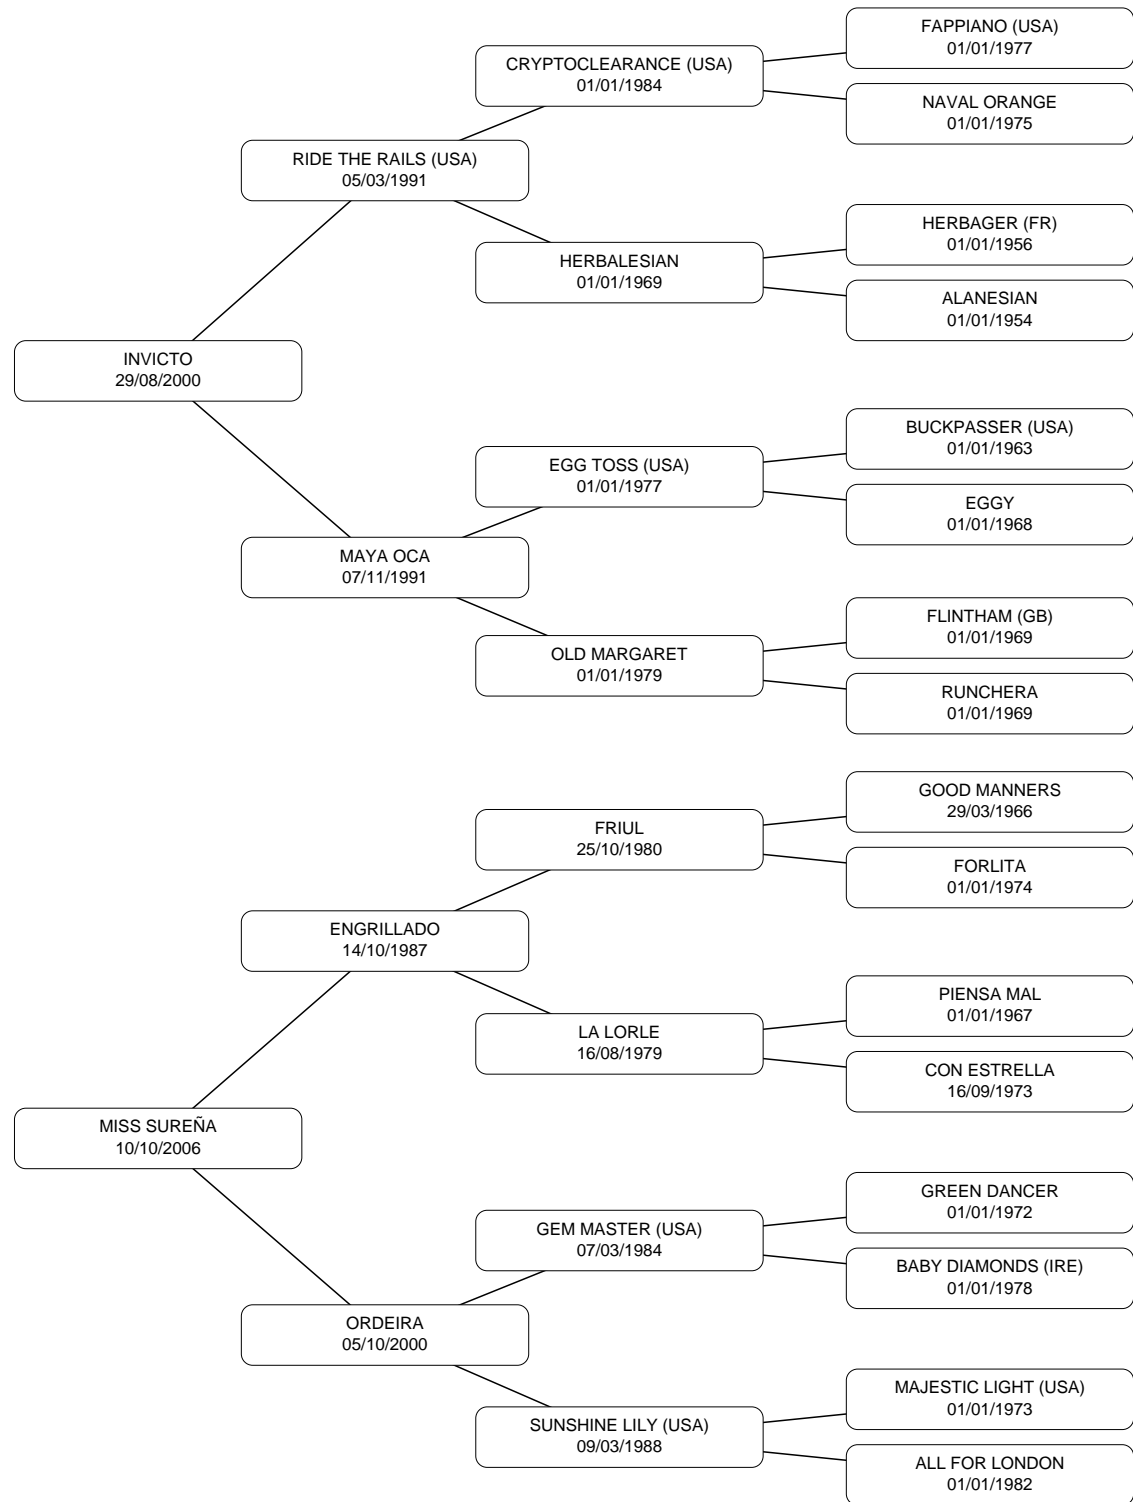 FAPPIANO (USA)
01/01/1977
CRYPTOCLEARANCE (USA)
01/01/1984
NAVAL ORANGE
01/01/1975
RIDE THE RAILS (USA)
05/03/1991
HERBAGER (FR)
01/01/1956
HERBALESIAN
01/01/1969
ALANESIAN
01/01/1954
INVICTO
29/08/2000
BUCKPASSER (USA)
01/01/1963
EGG TOSS (USA)
01/01/1977
EGGY
01/01/1968
MAYA OCA
07/11/1991
FLINTHAM (GB)
01/01/1969
OLD MARGARET
01/01/1979
RUNCHERA
01/01/1969
GOOD MANNERS
29/03/1966
FRIUL
25/10/1980
FORLITA
01/01/1974
ENGRILLADO
14/10/1987
PIENSA MAL
01/01/1967
LA LORLE
16/08/1979
CON ESTRELLA
16/09/1973
MISS SUREÑA
10/10/2006
GREEN DANCER
01/01/1972
GEM MASTER (USA)
07/03/1984
BABY DIAMONDS (IRE)
01/01/1978
ORDEIRA
05/10/2000
MAJESTIC LIGHT (USA)
01/01/1973
SUNSHINE LILY (USA)
09/03/1988
ALL FOR LONDON
01/01/1982